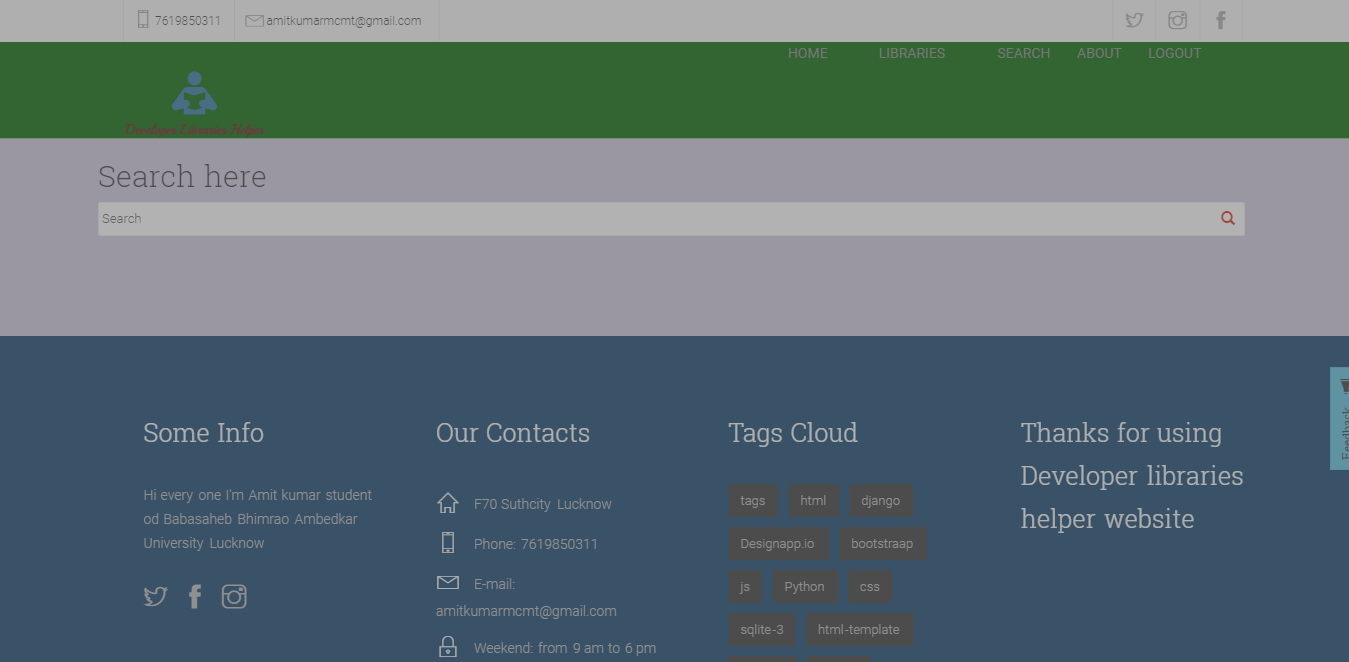 7619850311 amitkumarmcmt@gmail.com
HOME LIBRARIES SEARCH ABOUT LOGOUT
Developer Libraries Helper
Search here
Search
Feedback
Some Info
Hi every one I'm Amit kumar student
od Babasaheb Bhimrao Ambedkar
University Lucknow
Our Contacts
F70 Suthcity Lucknow
Phone: 7619850311
E-mail:
amitkumarmcmt@gmail.com
Weekend: from 9 am to 6 pm
Tags Cloud
tags html django
Designapp.io bootstraap
js Python css
sqlite-3 html-template
Thanks for using
Developer libraries
helper website